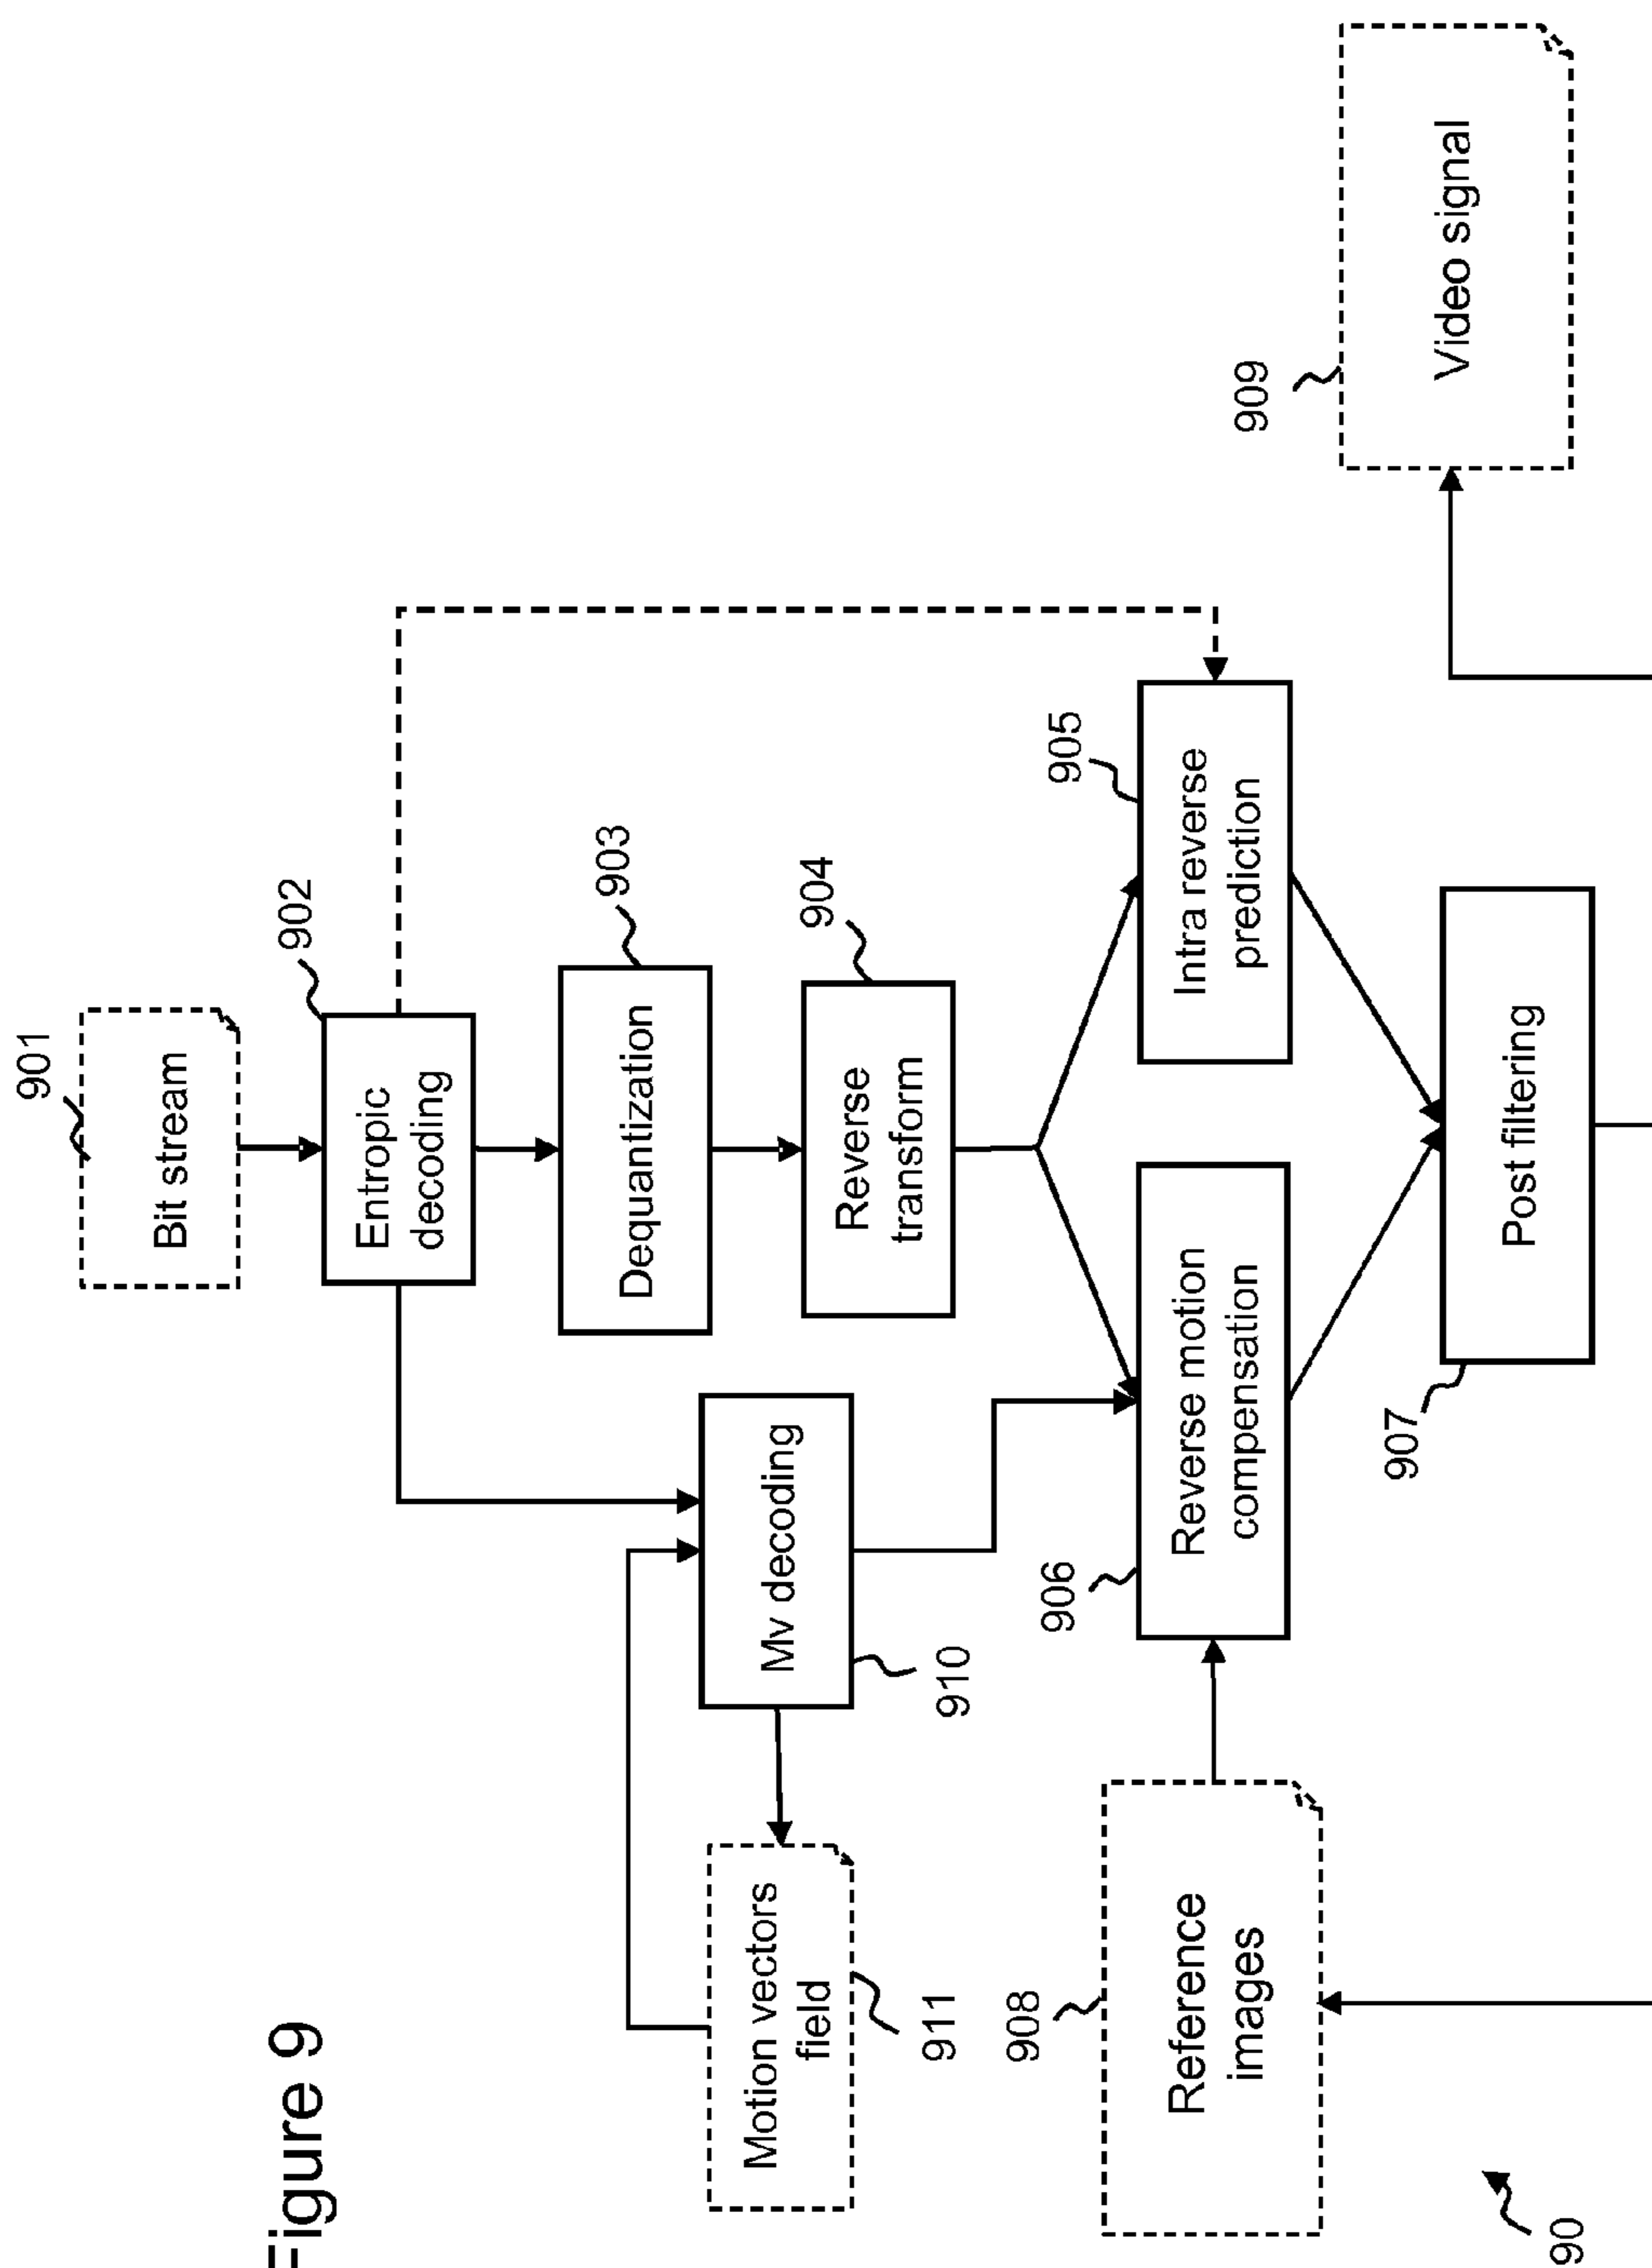 Figure 9
901
Bit stream
902
Entropic
decoding
903
Dequantization
904
Reverse
transform
Mv decoding
910
Motion vectors
field
911
905
Intra reverse
prediction
906
Reverse motion
compensation
908
Reference
images
907
Post filtering
909
Video signal
90